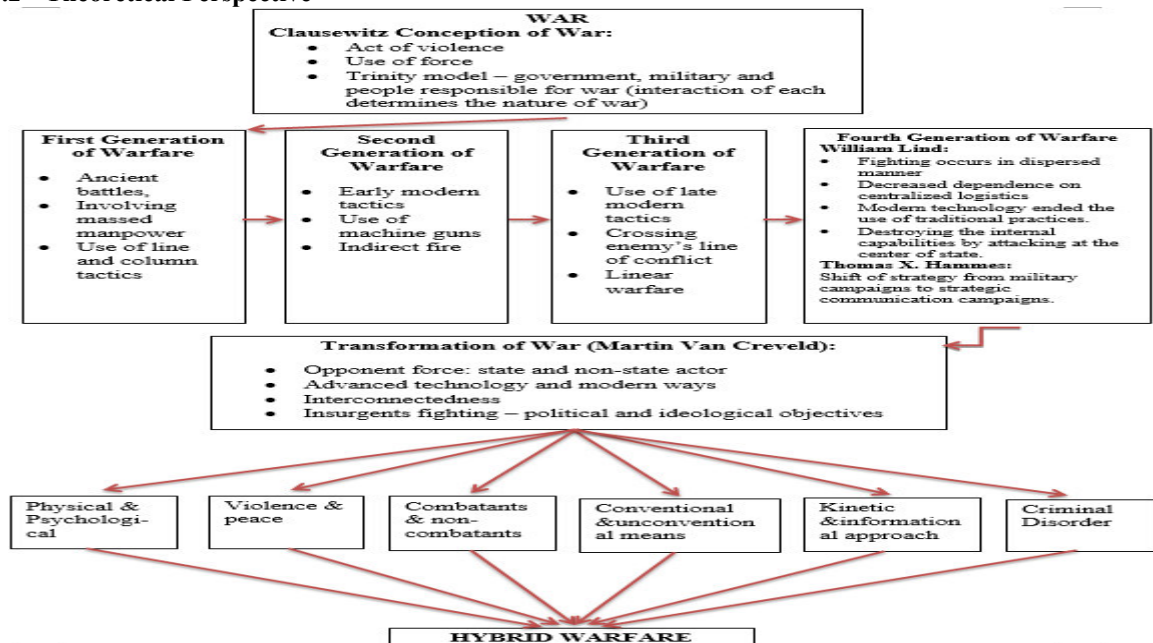 .2 Theoretical Perspective
WAR
Clausewitz Conception of War:
• Act of violence
• Use of force
• Trinity model – government, military and
people responsible for war (interaction of each
determines the nature of war)
First Generation
of Warfare
• Ancient
battles,
• Involving
massed
manpower
• Use of line
and column
tactics
Second
Generation of
Warfare
• Early modern
tactics
• Use of
machine guns
• Indirect fire
Third
Generation of
Warfare
• Use of late
modern
tactics
• Crossing
enemy's line
of conflict
• Linear
warfare
Fourth Generation of Warfare
William Lind:
• Fighting occurs in dispersed
manner
• Decreased dependence on
centralized logistics
• Modern technology ended the
use of traditional practices.
• Destroying the internal
capabilities by attacking at the
center of state.
Thomas X. Hammes:
Shift of strategy from military
campaigns to strategic
communication campaigns.
Transformation of War (Martin Van Creveld):
• Opponent force: state and non-state actor
• Advanced technology and modern ways
• Interconnectedness
• Insurgents fighting – political and ideological objectives
Physical &
Psychologi-
cal
Violence &
peace
Combatants
& non-
combatants
Conventional
&unconvention
al means
Kinetic
&information
al approach
Criminal
Disorder
HYBRID WARFARE